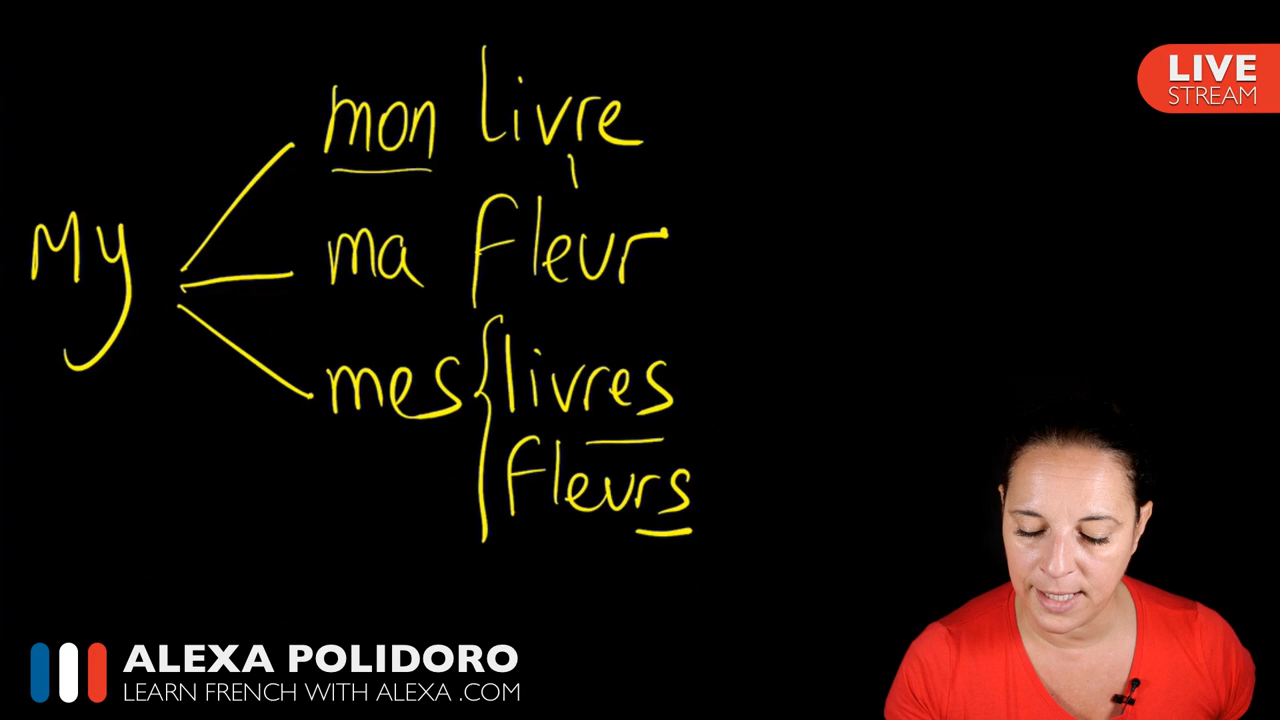 LIVE
STREAM
mon livre
My
ma fleur
mes { livres
fleurs
ALEXA POLIDORO
LEARN FRENCH WITH ALEXA .COM